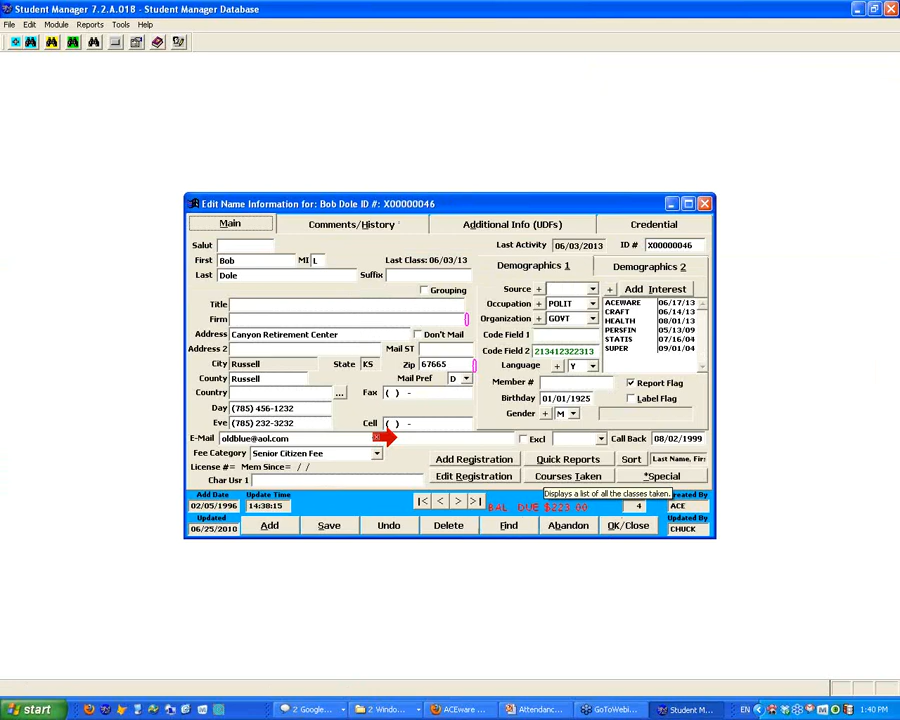 Student Manager 7.2.A.018 - Student Manager Database
File Edit Module Reports Tools Help
Edit Name Information for: Bob Dole ID #: X00000046
Main Comments/History Additional Info (UDFs) Credential
Salut Last Activity 06/03/2013 ID # X00000046
First Bob MI L Last Class: 06/03/13
Last Dole Suffix
Grouping
Title
Firm
Address Canyon Retirement Center Don't Mail
Address 2 Mail ST
City Russell State KS Zip 67665
County Russell Mail Pref D
Country ... Fax ( ) -
Day (785) 456-1232
Eve (785) 232-3232 Cell ( ) -
E-Mail oldblue@aol.com
Fee Category Senior Citizen Fee
License #= Mem Since= / /
Char Usr 1
Demographics 1 Demographics 2
Source + + Add Interest
Occupation + POLIT
Organization + GOVT
Code Field 1
Code Field 2 213412322313
Language + Y
Member # Report Flag
Birthday 01/01/1925 Label Flag
Gender + M
ACEWARE 06/17/13
CRAFT 06/14/13
HEALTH 08/01/13
PERSFIN 05/13/09
STATIS 07/16/04
SUPER 09/01/04
Excl Call Back 08/02/1999
Add Registration Quick Reports Sort Last Name, Firs
Edit Registration Courses Taken *Special
Displays a list of all the classes taken.
Add Date Update Time
02/05/1996 14:38:15 BAL DUE $223.00 4 ACE
Updated Updated By
06/25/2010 CHUCK
Add Save Undo Delete Find Abandon OK/Close
start 2 Google... 2 Window... ACEware ... Attendanc... GoToWebi... Student M... EN 1:40 PM